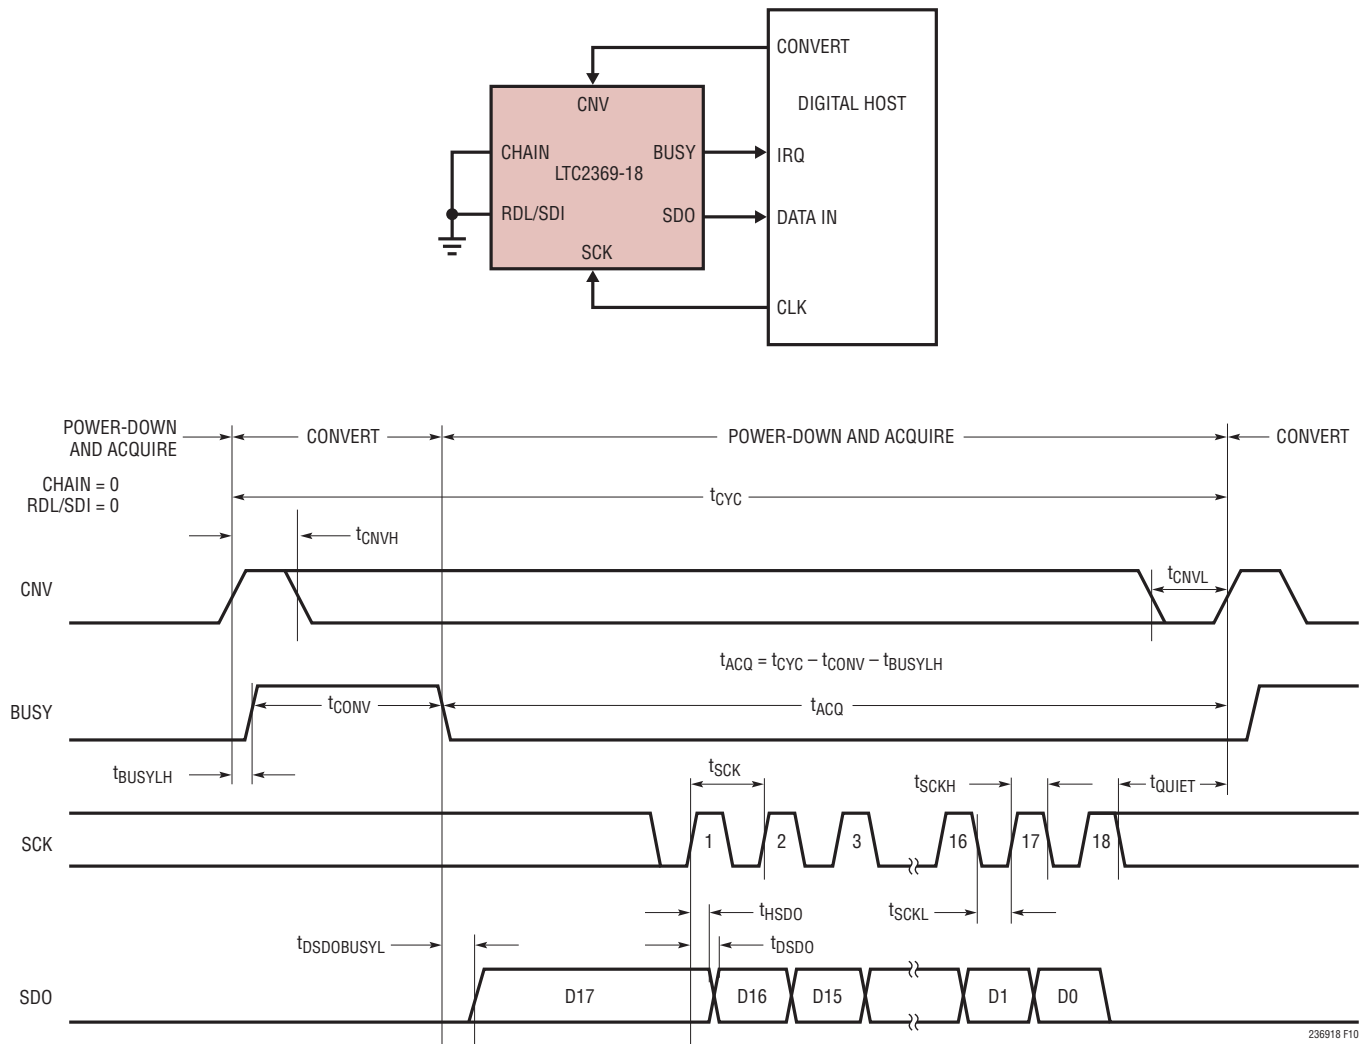 CONVERT
CNV
DIGITAL HOST
CHAIN
BUSY
IRQ
LTC2369-18
RDL/SDI
SDO
DATA IN
SCK
CLK
POWER-DOWN
AND ACQUIRE
CONVERT
POWER-DOWN AND ACQUIRE
CONVERT
CHAIN = 0
RDL/SDI = 0
tCYC
tCNVH
CNV
tCNVL
tACQ = tCYC – tCONV – tBUSYLH
BUSY
tCONV
tACQ
tBUSYLH
tSCK
tSCKH
tQUIET
SCK
1
2
3
16
17
18
tHSDO
tSCKL
tDSDOBUSYL
tDSDO
SDO
D17
D16
D15
D1
D0
236918 F10